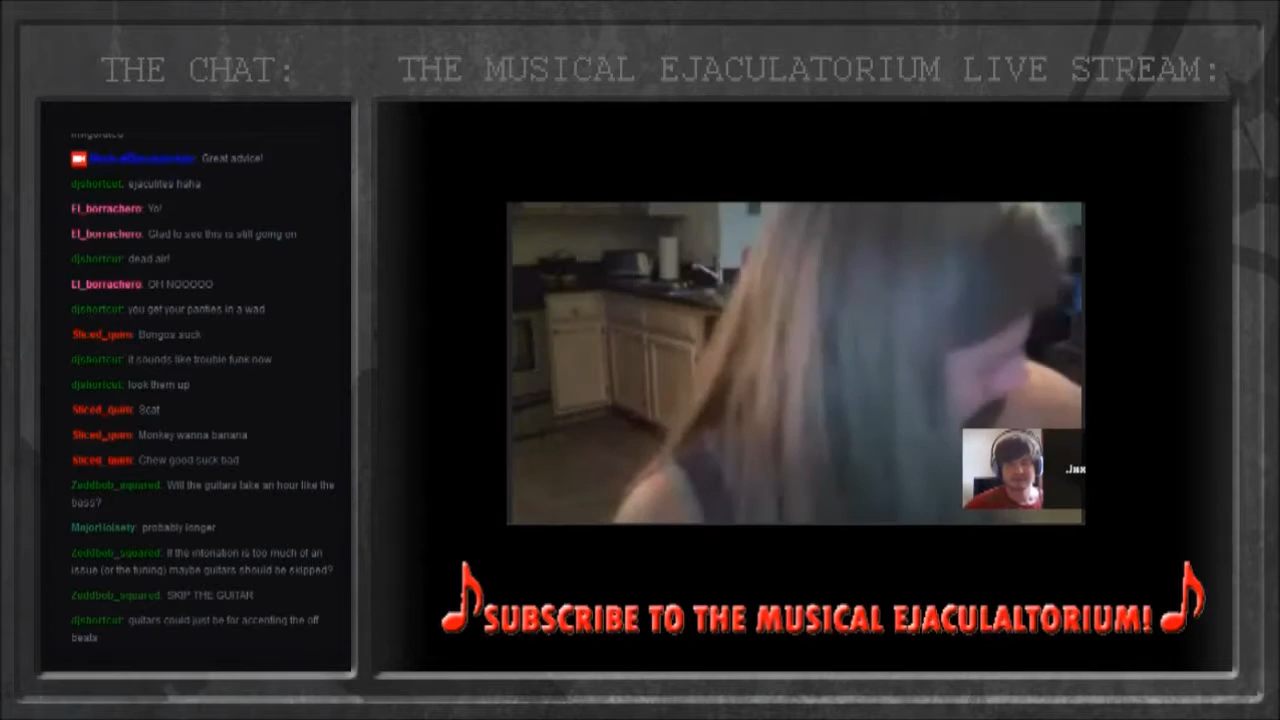 THE CHAT:
THE MUSICAL EJACULATORIUM LIVE STREAM:
invigorated
Great advice!
djshortcut: ejaculites haha
El_borrachero: Yo!
El_borrachero: Glad to see this is still going on
djshortcut: dead air!
El_borrachero: OH NOOOOO
djshortcut: you get your panties in a wad
Sliced_quim: Bongos suck
djshortcut: it sounds like trouble funk now
djshortcut: look them up
Sliced_quim: Scat
Sliced_quim: Monkey wanna banana
Sliced_quim: Chew good suck bad
Zeddbob_squared: Will the guitars take an hour like the
bass?
probably longer
Zeddbob_squared: If the intonation is too much of an
issue (or the tuning) maybe guitars should be skipped?
Zeddbob_squared: SKIP THE GUITAR
djshortcut: guitars could just be for accenting the off
beats
SUBSCRIBE TO THE MUSICAL EJACULALTORIUM!